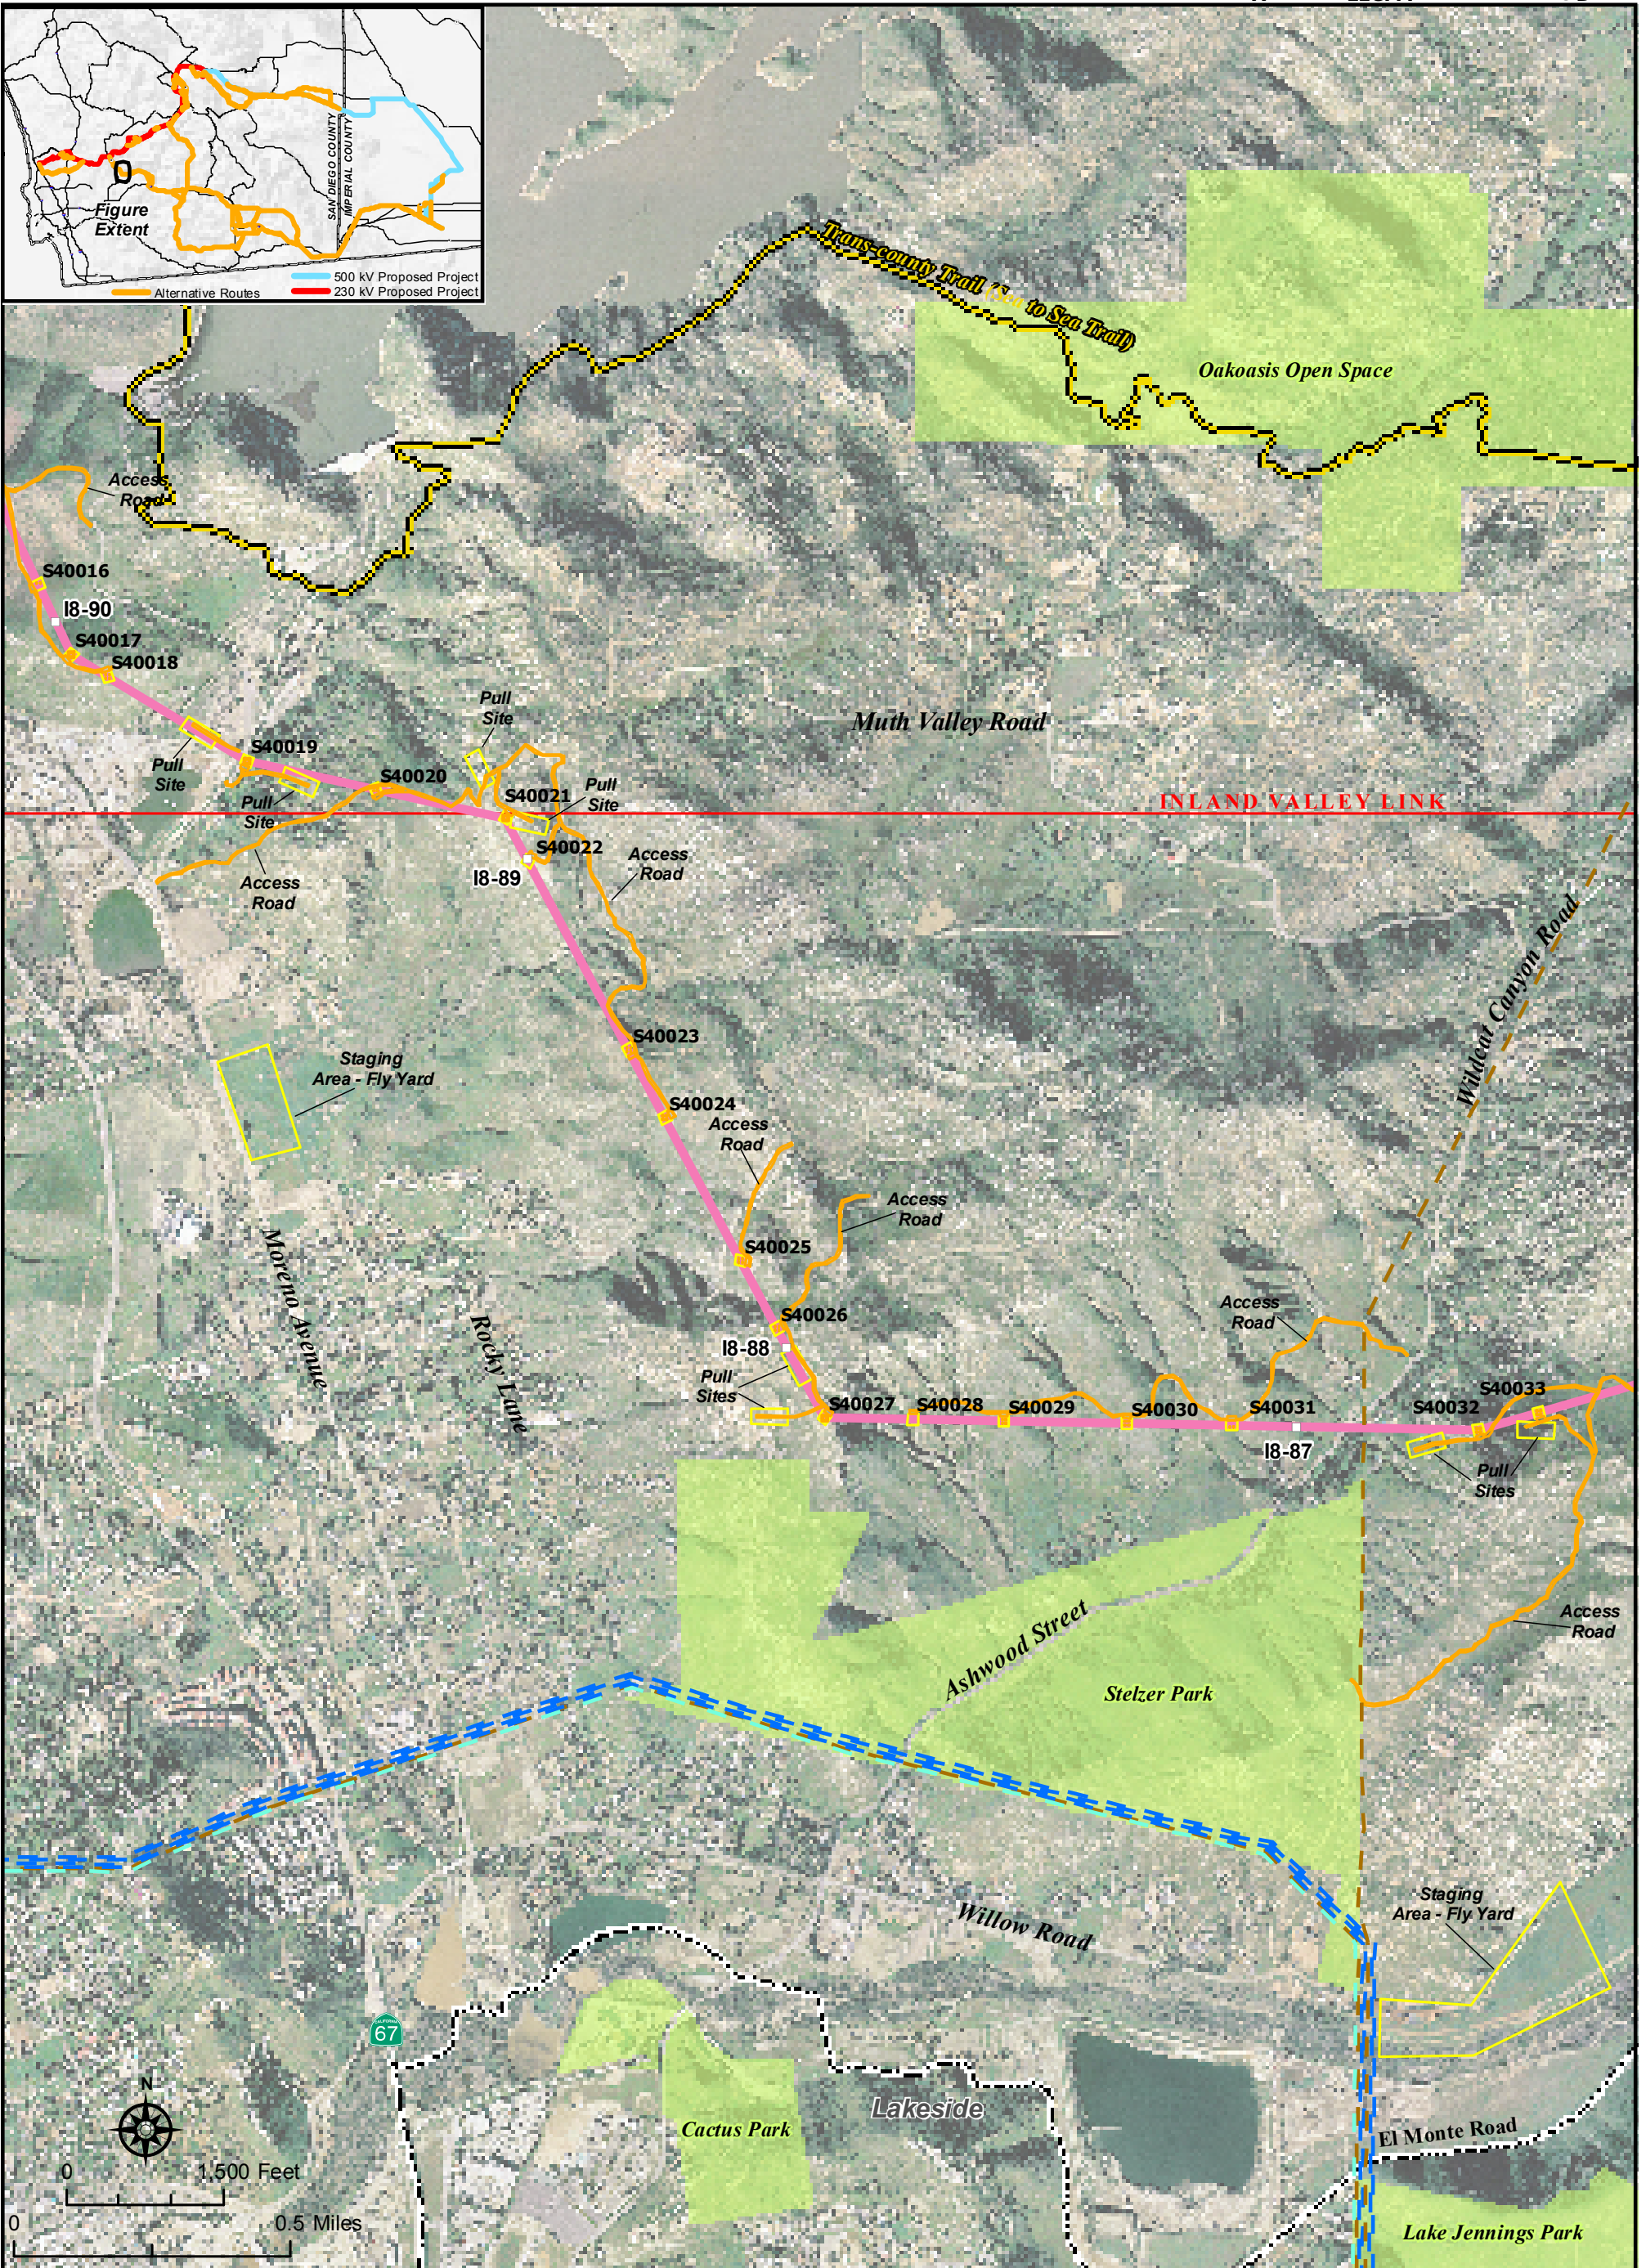 SAN DIEGO COUNTY
IMPERIAL COUNTY
Figure
Extent
500 kV Proposed Project
Alternative Routes
230 kV Proposed Project
Trans-county Trail (Sea to Sea Trail)
Oakoasis Open Space
Access
Road
S40016
I8-90
S40017
S40018
Pull
Site
Muth Valley Road
S40019
Pull
Site
S40020
Pull
Site
S40021
Pull
Site
INLAND VALLEY LINK
S40022
I8-89
Access
Road
Access
Road
Wildcat Canyon Road
S40023
Staging
Area - Fly Yard
S40024
Access
Road
Access
Road
S40025
Moreno Avenue
Rocky Lane
S40026
I8-88
Access
Road
Pull
Sites
S40027
S40028
S40029
S40030
S40031
S40032
S40033
I8-87
Pull
Sites
Ashwood Street
Access
Road
Stelzer Park
Staging
Area - Fly Yard
Willow Road
CALIFORNIA
67
Lakeside
Cactus Park
El Monte Road
N
0 1,500 Feet
0 0.5 Miles
Lake Jennings Park